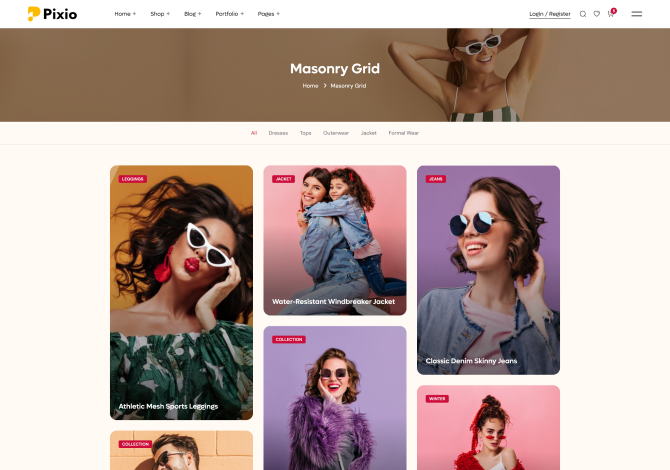 Pixio
Home + Shop + Blog + Portfolio + Pages +
Login / Register
Masonry Grid
Home > Masonry Grid
All Dresses Tops Outerwear Jacket Formal Wear
LEGGINGS
Athletic Mesh Sports Leggings
JACKET
Water-Resistant Windbreaker Jacket
JEANS
Classic Denim Skinny Jeans
COLLECTION
WINTER
COLLECTION